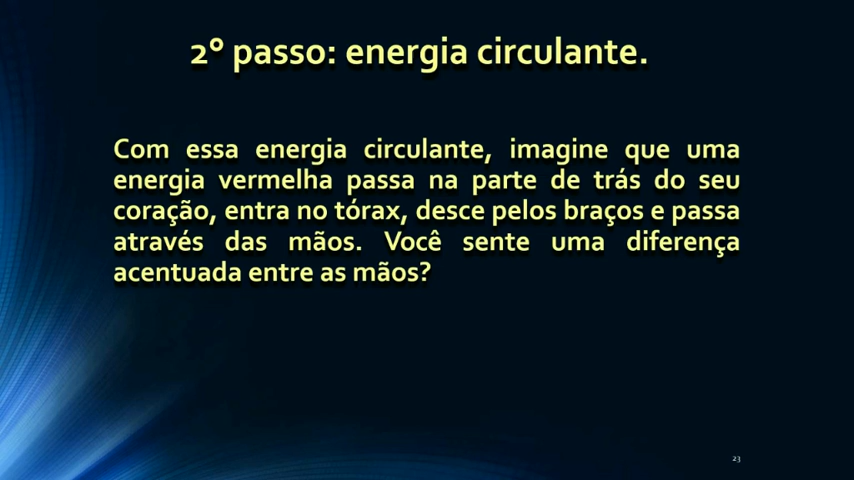 2° passo: energia circulante.
Com essa energia circulante, imagine que uma
energia vermelha passa na parte de trás do seu
coração, entra no tórax, desce pelos braços e passa
através das mãos. Você sente uma diferença
acentuada entre as mãos?
23